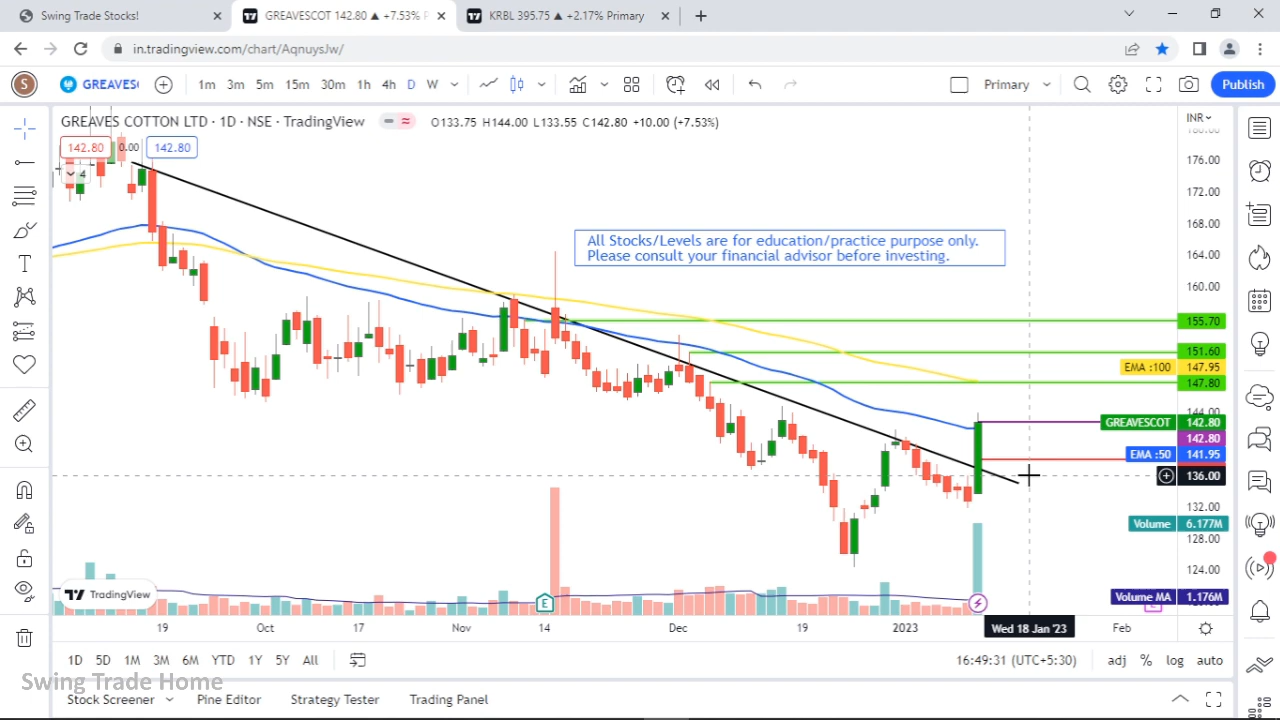 Swing Trade Stocks!
GREAVESCOT 142.80 ▲ +7.53% P
KRBL 395.75 ▲ +2.17% Primary
in.tradingview.com/chart/AqnuysJw/
S
GREAVES(
1m 3m 5m 15m 30m 1h 4h D W
Primary
Publish
GREAVES COTTON LTD · 1D · NSE · TradingView
O133.75 H144.00 L133.55 C142.80 +10.00 (+7.53%)
INR
142.80 0.00 142.80
4
180.00
176.00
172.00
168.00
164.00
160.00
All Stocks/Levels are for education/practice purpose only.
Please consult your financial advisor before investing.
155.70
151.60
EMA :100 147.95
147.80
144.00
GREAVESCOT 142.80
142.80
EMA :50 141.95
136.00
132.00
Volume 6.177M
128.00
124.00
Volume MA 1.176M
TradingView
E
19 Oct 17 Nov 14 Dec 19 2023 Wed 18 Jan '23 Feb
1D 5D 1M 3M 6M YTD 1Y 5Y All
16:49:31 (UTC+5:30) adj % log auto
Swing Trade Home
Stock Screener Pine Editor Strategy Tester Trading Panel